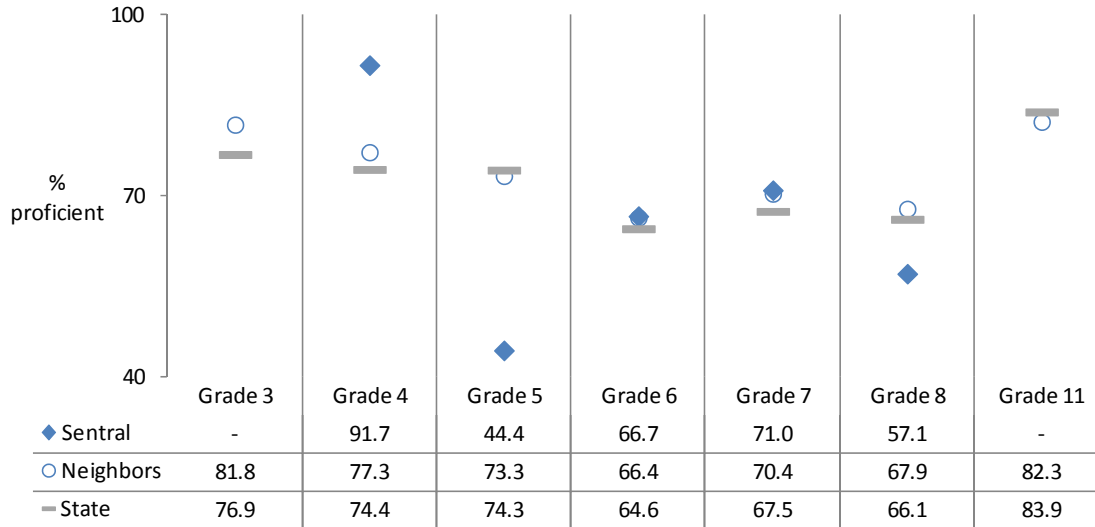 100
70
40
%
proficient
Grade 3 Grade 4 Grade 5 Grade 6 Grade 7 Grade 8 Grade 11
Sentral - 91.7 44.4 66.7 71.0 57.1 -
Neighbors 81.8 77.3 73.3 66.4 70.4 67.9 82.3
State 76.9 74.4 74.3 64.6 67.5 66.1 83.9